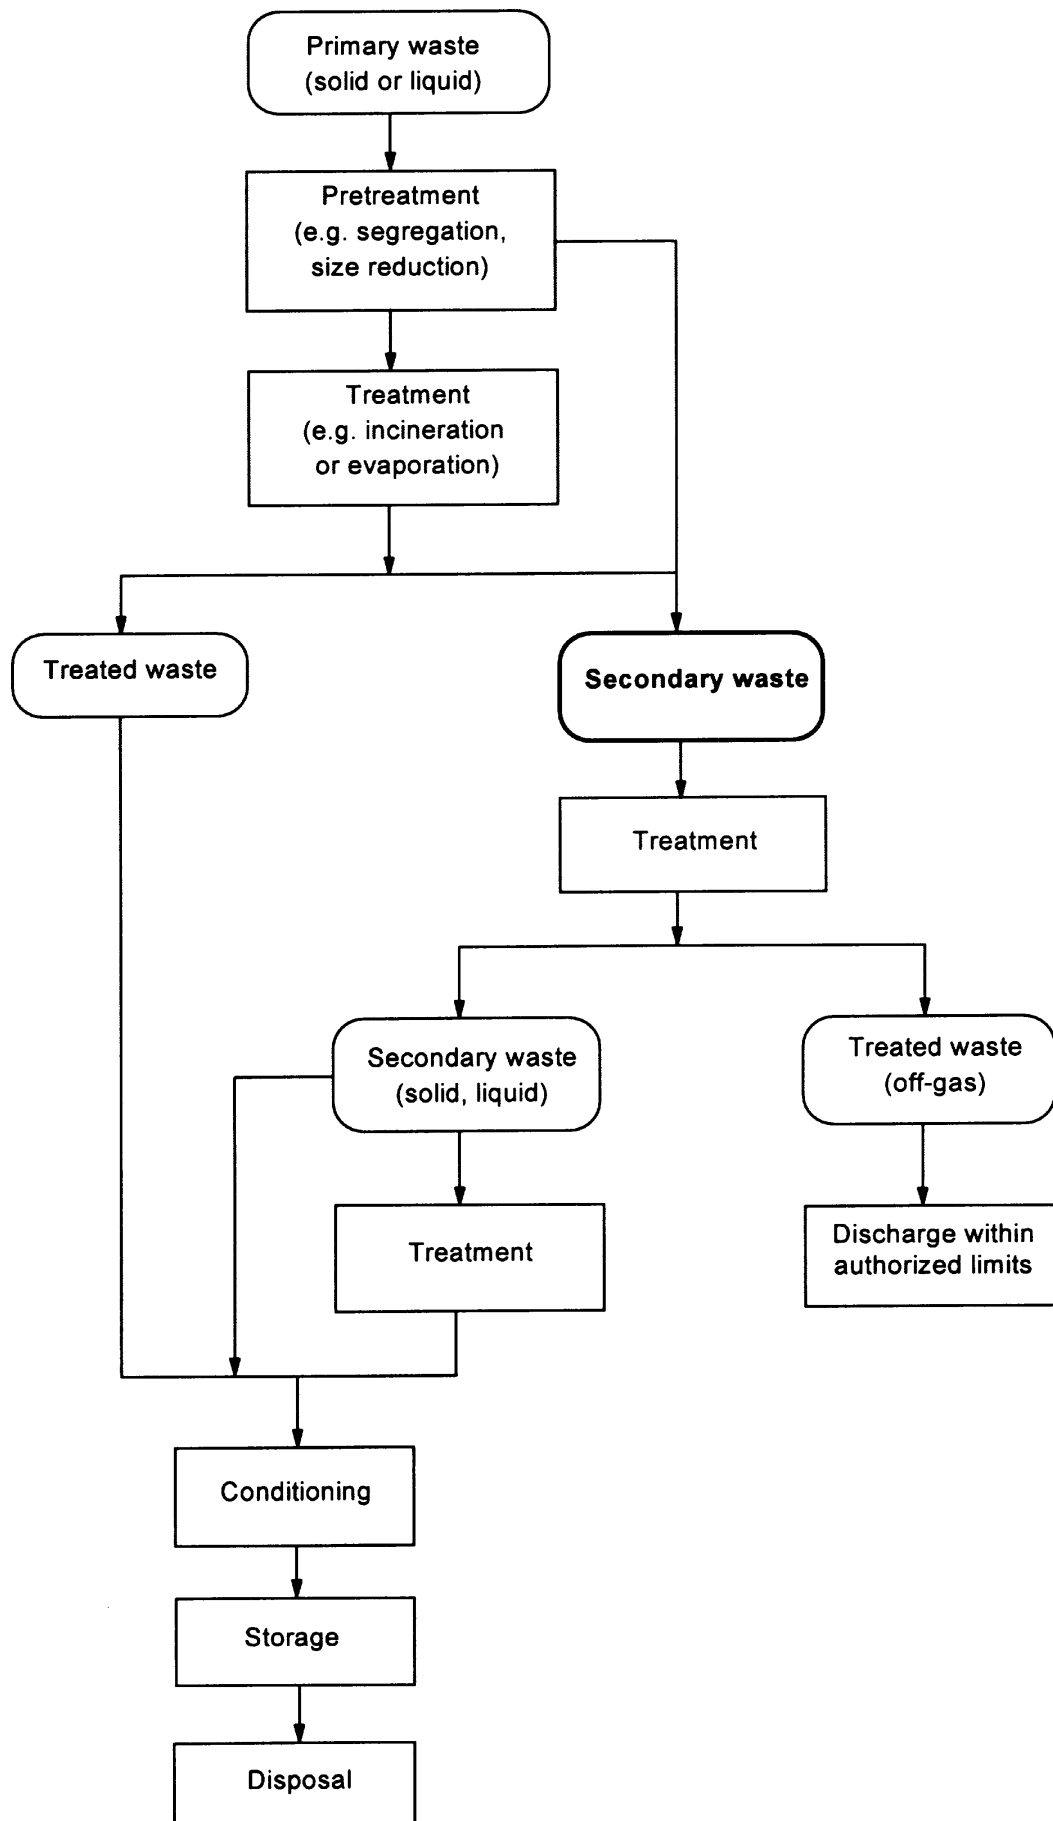 Primary waste
(solid or liquid)
Pretreatment
(e.g. segregation,
size reduction)
Treatment
(e.g. incineration
or evaporation)
Treated waste
Secondary waste
Treatment
Secondary waste
(solid, liquid)
Treated waste
(off-gas)
Treatment
Discharge within
authorized limits
Conditioning
Storage
Disposal